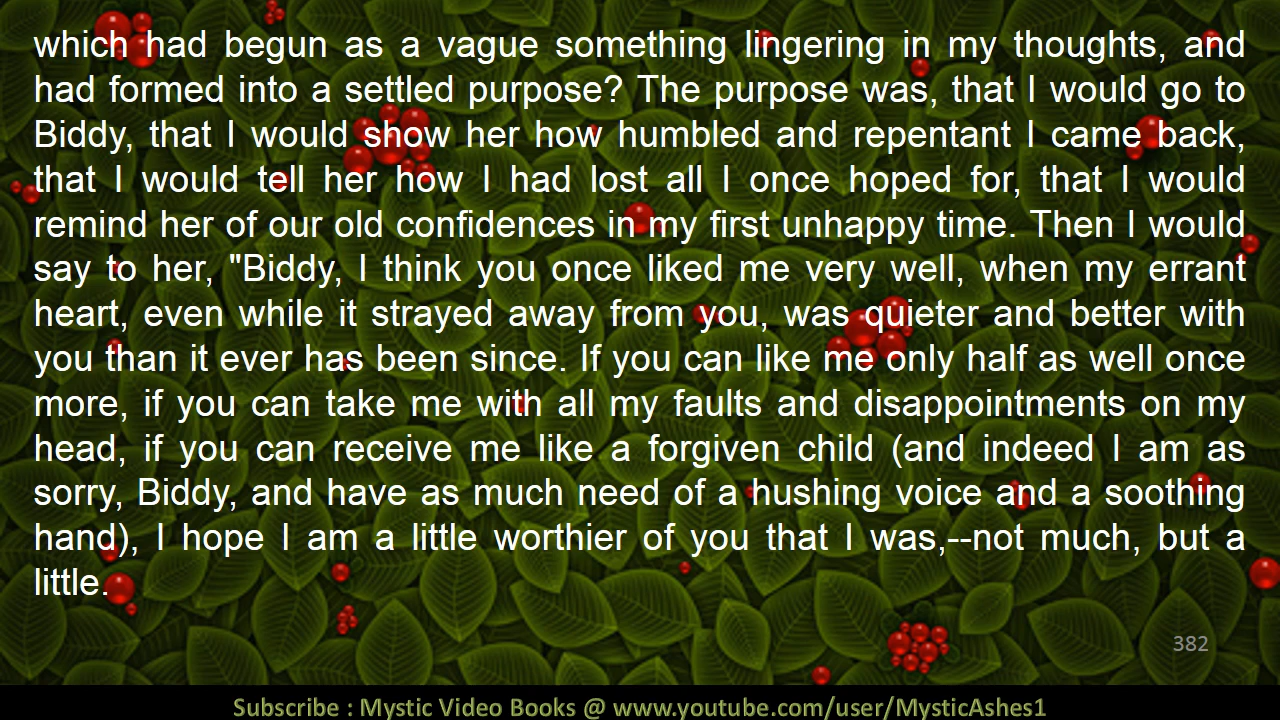 which had begun as a vague something lingering in my thoughts, and
had formed into a settled purpose? The purpose was, that I would go to
Biddy, that I would show her how humbled and repentant I came back,
that I would tell her how I had lost all I once hoped for, that I would
remind her of our old confidences in my first unhappy time. Then I would
say to her, "Biddy, I think you once liked me very well, when my errant
heart, even while it strayed away from you, was quieter and better with
you than it ever has been since. If you can like me only half as well once
more, if you can take me with all my faults and disappointments on my
head, if you can receive me like a forgiven child (and indeed I am as
sorry, Biddy, and have as much need of a hushing voice and a soothing
hand), I hope I am a little worthier of you that I was,--not much, but a
little.
382
Subscribe : Mystic Video Books @ www.youtube.com/user/MysticAshes1